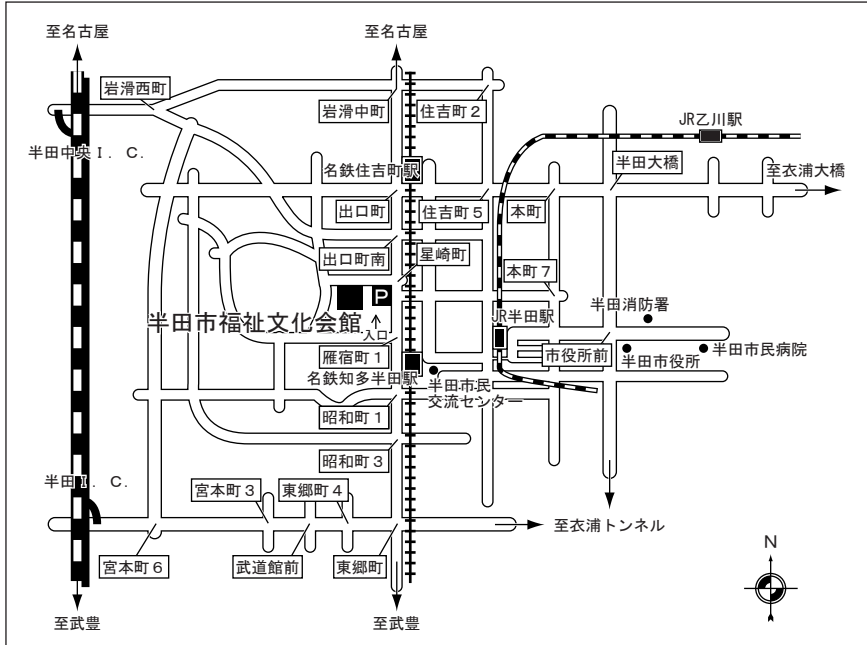 至名古屋
至名古屋
岩滑西町
岩滑中町
住吉町２
JR乙川駅
半田中央Ｉ．Ｃ．
名鉄住吉町駅
半田大橋
至衣浦大橋
出口町
住吉町５
本町
出口町南
星崎町
本町７
P
半田消防署
半田市福祉文化会館
入口
JR半田駅
雁宿町１
市役所前
半田市役所
半田市民病院
名鉄知多半田駅
半田市民
交流センター
昭和町１
昭和町３
半田Ｉ．Ｃ．
宮本町３
東郷町４
至衣浦トンネル
宮本町６
武道館前
東郷町
N
至武豊
至武豊